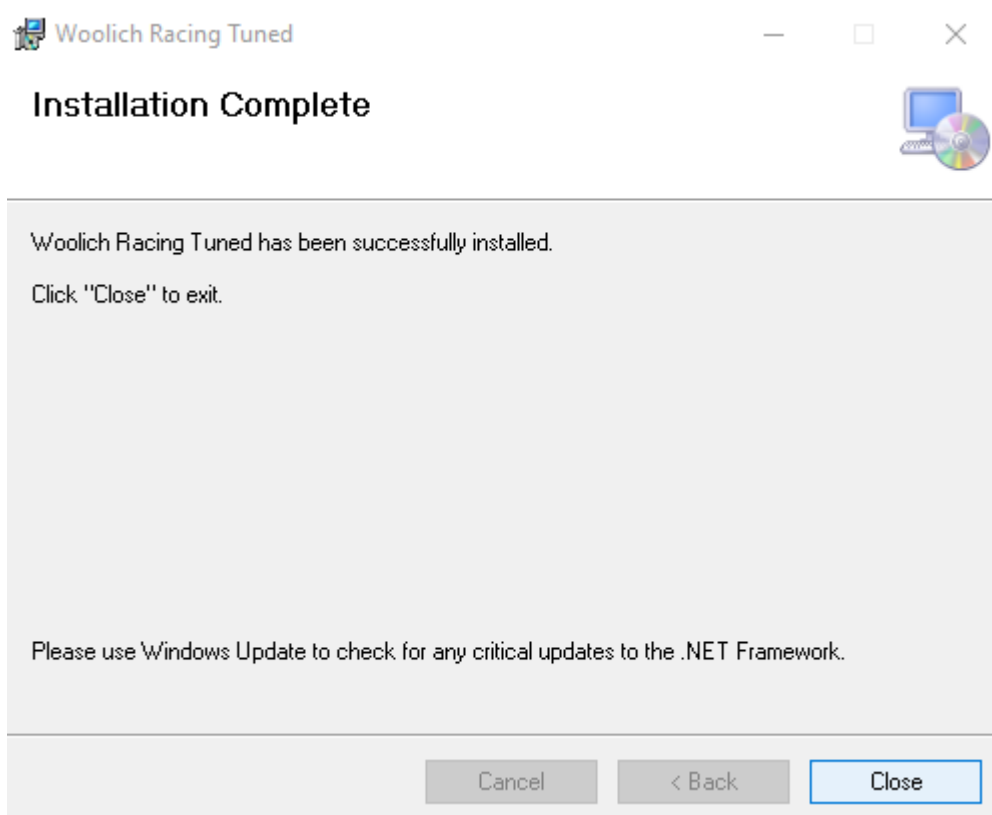 Woolich Racing Tuned
Installation Complete
Woolich Racing Tuned has been successfully installed.
Click "Close" to exit.
Please use Windows Update to check for any critical updates to the .NET Framework.
Cancel
< Back
Close